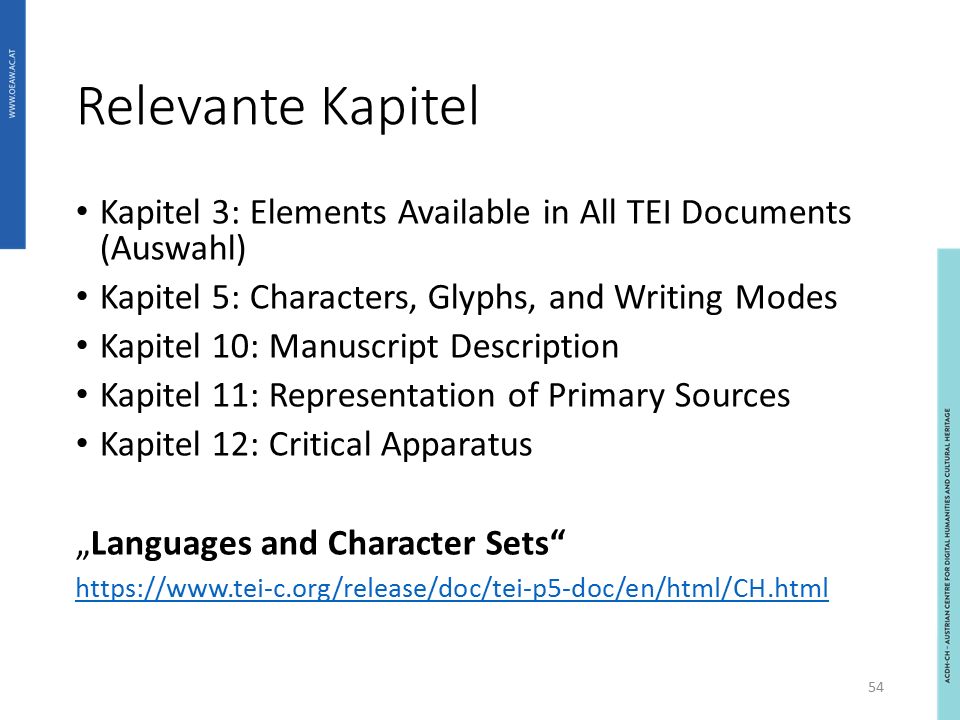 WWW.OEAW.AC.AT
Relevante Kapitel
• Kapitel 3: Elements Available in All TEI Documents
(Auswahl)
• Kapitel 5: Characters, Glyphs, and Writing Modes
• Kapitel 10: Manuscript Description
• Kapitel 11: Representation of Primary Sources
• Kapitel 12: Critical Apparatus
„Languages and Character Sets“
https://www.tei-c.org/release/doc/tei-p5-doc/en/html/CH.html
ACDH-CH – AUSTRIAN CENTRE FOR DIGITAL HUMANITIES AND CULTURAL HERITAGE
54